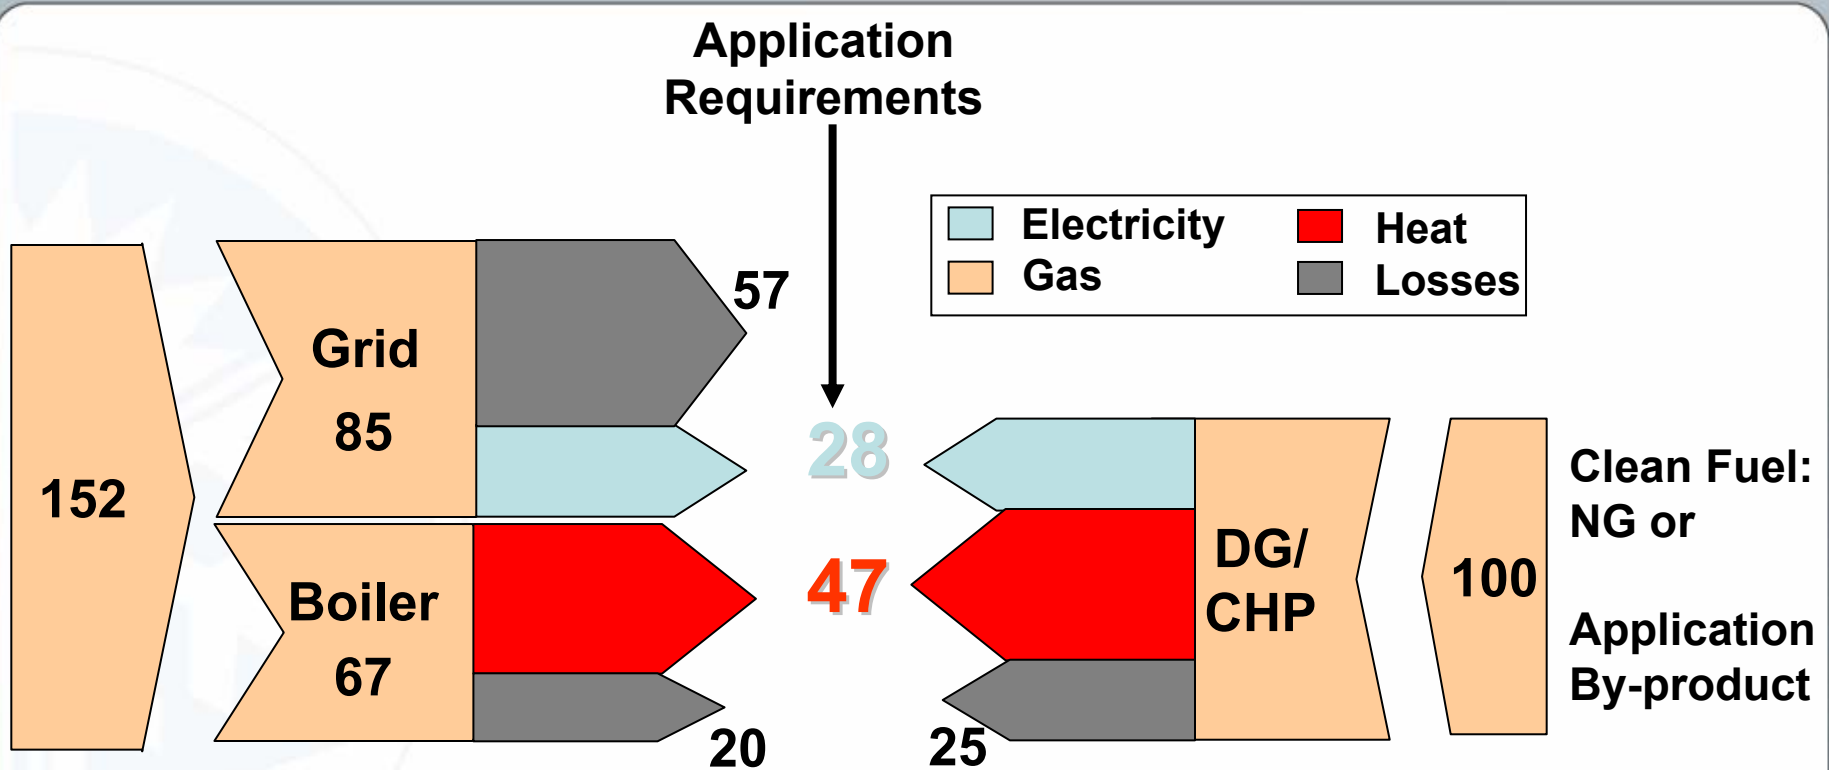 Application
Requirements
Electricity
Heat
Gas
Losses
57
Grid
85
28
152
Clean Fuel:
NG or
DG/
CHP
100
47
Boiler
67
Application
By-product
20
25